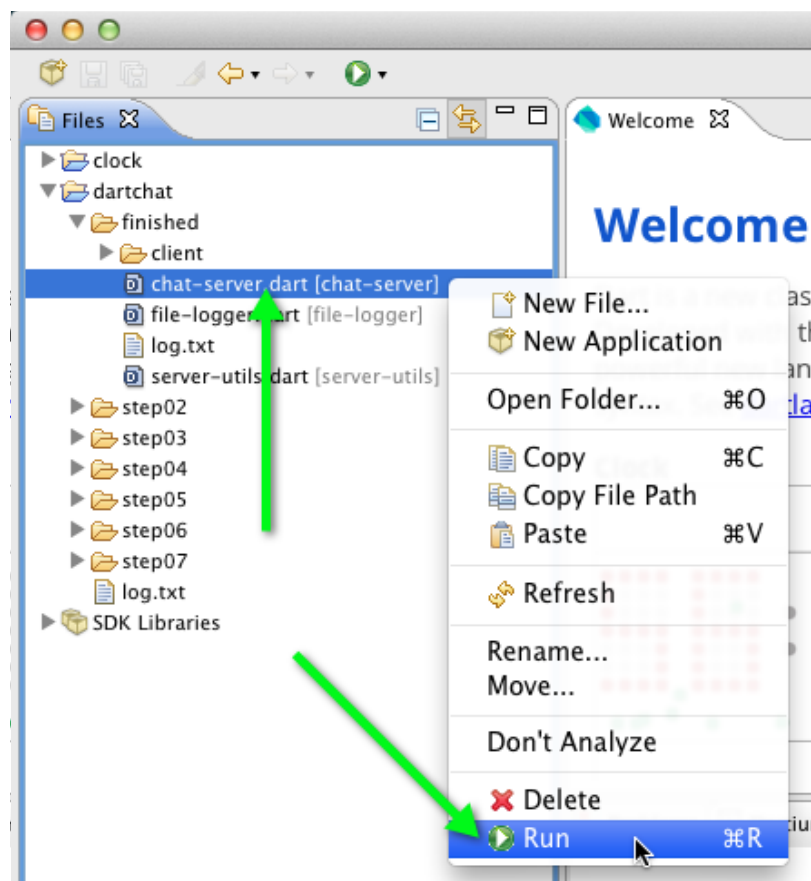 Files
Welcome
clock
dartchat
finished
client
chat-server.dart [chat-server]
file-logger.dart [file-logger]
log.txt
server-utils.dart [server-utils]
step02
step03
step04
step05
step06
step07
log.txt
SDK Libraries
Welcome
New File...
New Application
Open Folder... ⌘O
Copy ⌘C
Copy File Path
Paste ⌘V
Refresh
Rename...
Move...
Don't Analyze
Delete
Run ⌘R